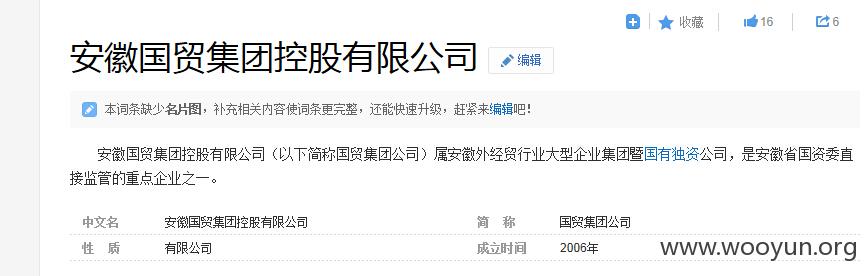 收藏 16 6
安徽国贸集团控股有限公司 编辑
本词条缺少名片图，补充相关内容使词条更完整，还能快速升级，赶紧来编辑吧！
安徽国贸集团控股有限公司（以下简称国贸集团公司）属安徽外经贸行业大型企业集团暨国有独资公司，是安徽省国资委直
接监管的重点企业之一。
中文名 安徽国贸集团控股有限公司 简 称 国贸集团公司
性 质 有限公司 成立时间 2006年
www.wooyun.org